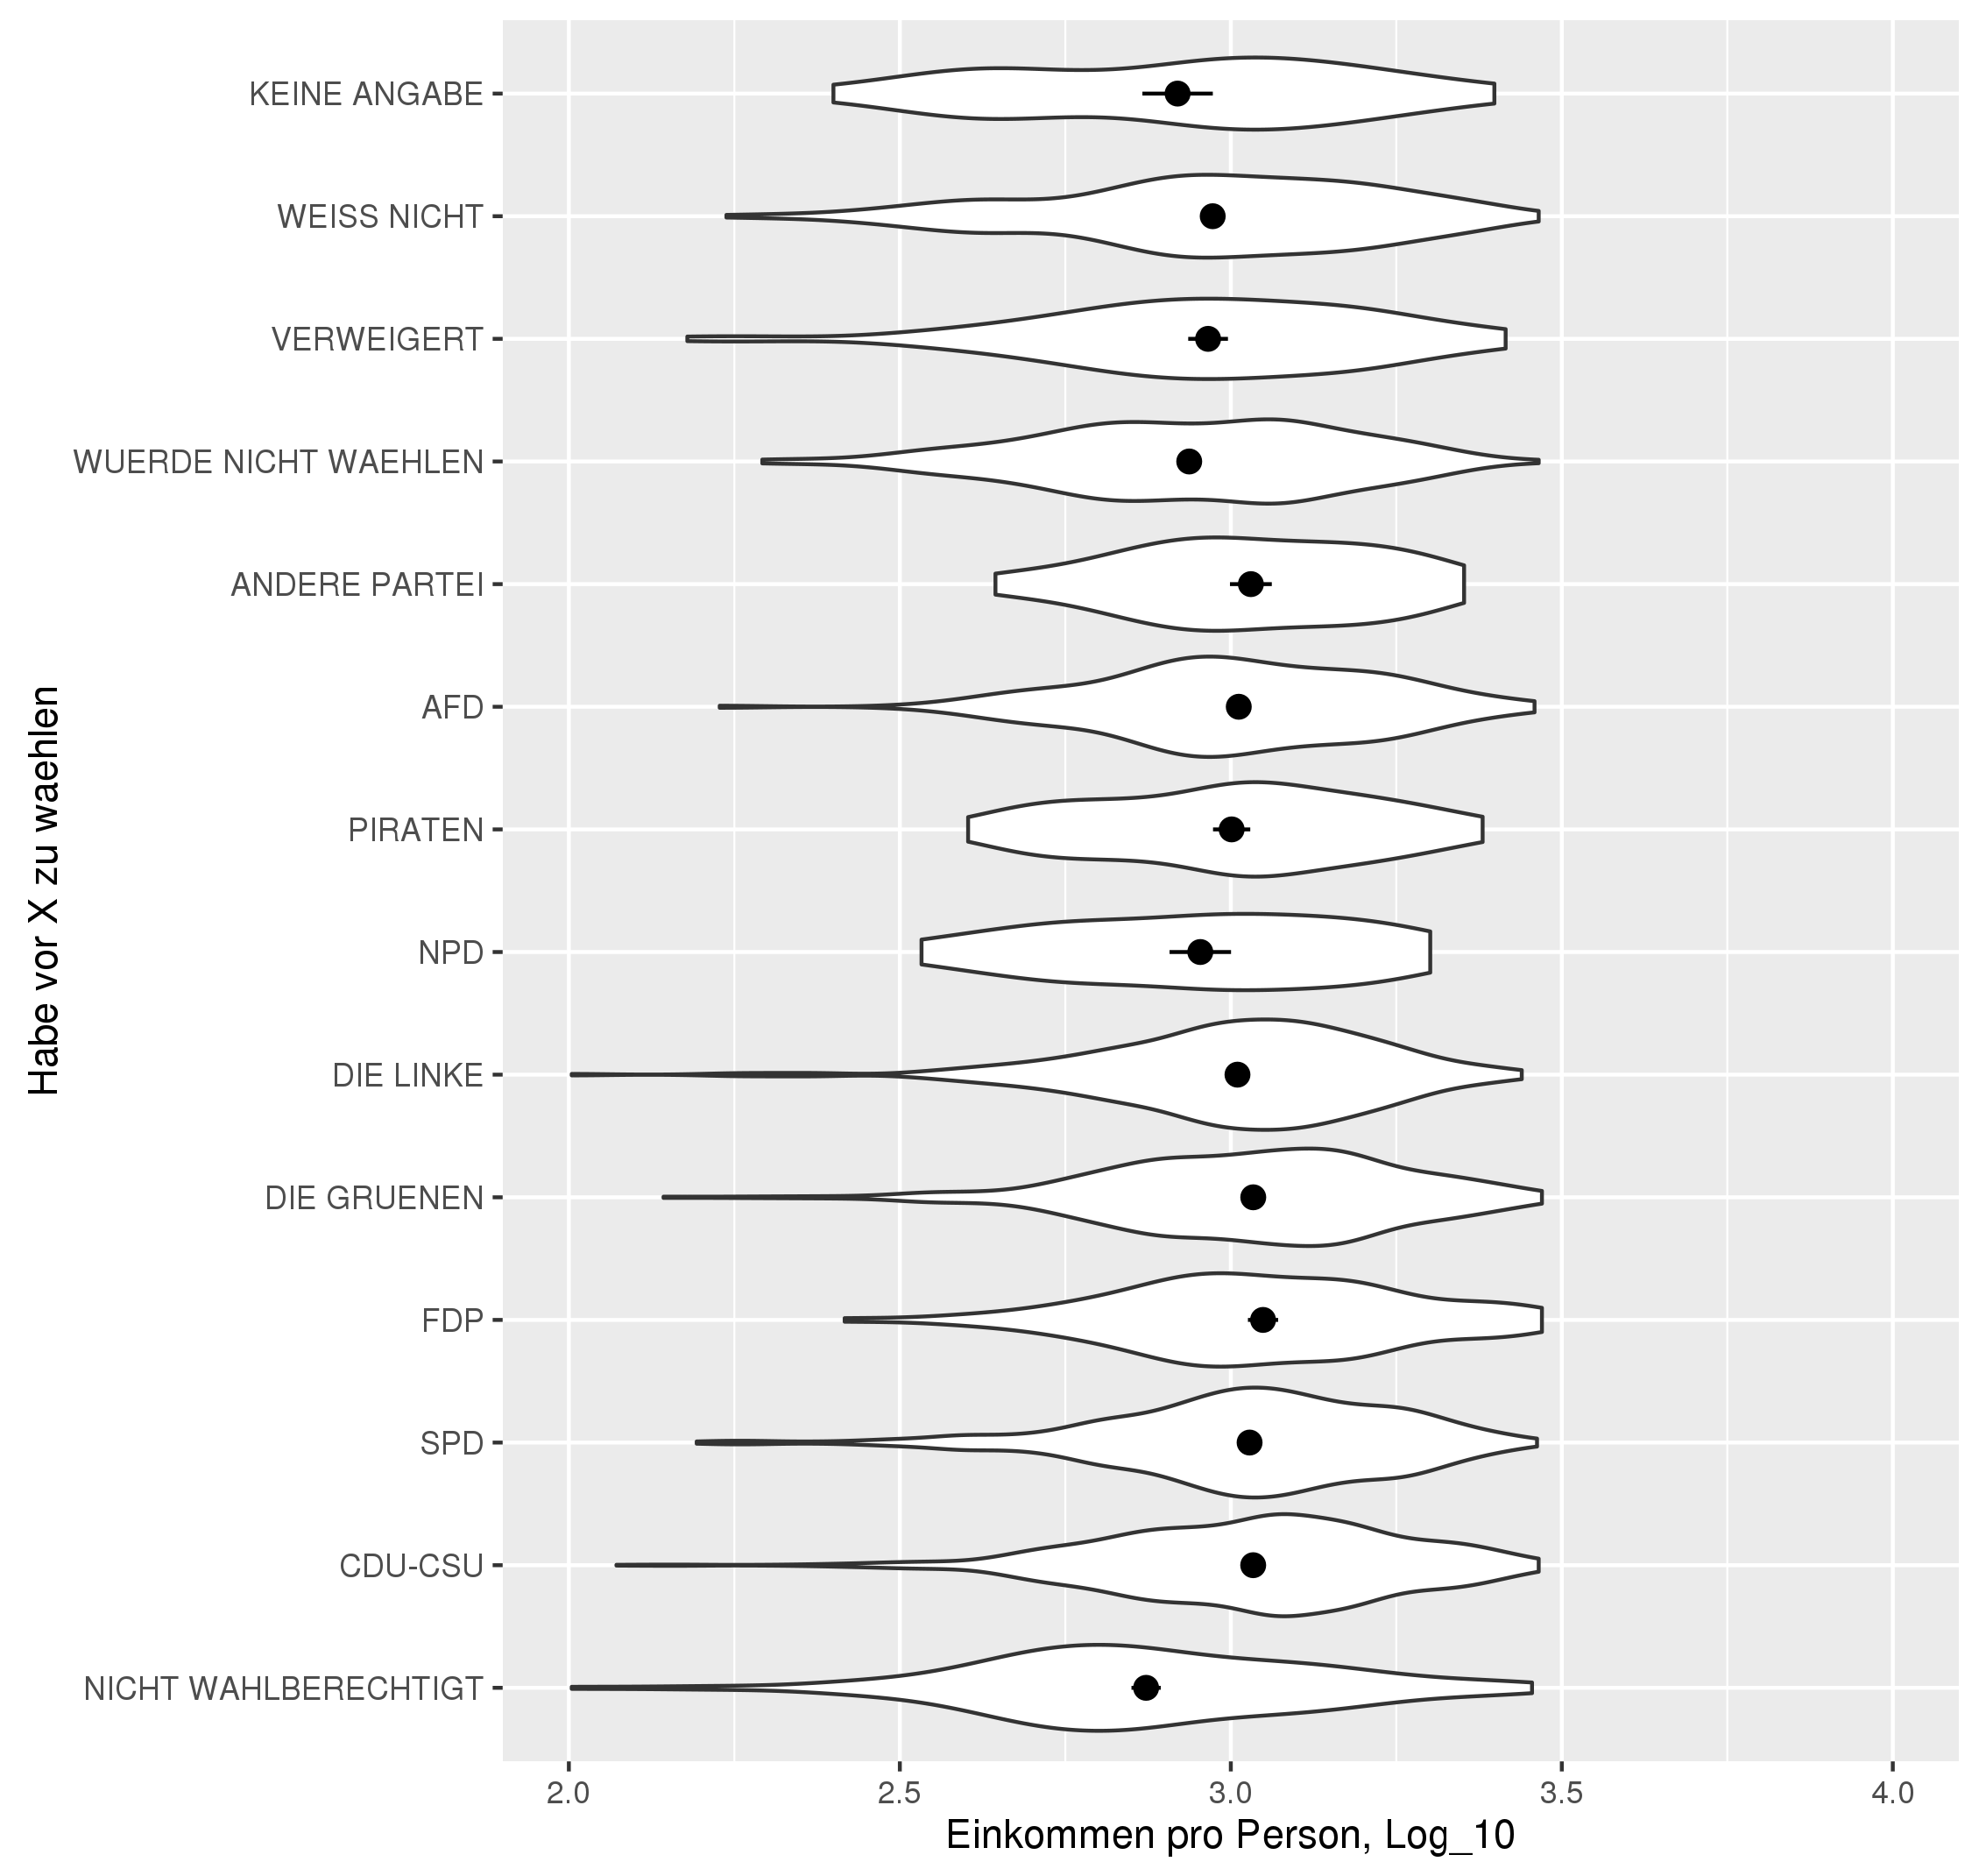 KEINE ANGABE
WEISS NICHT
VERWEIGERT
WUERDE NICHT WAEHLEN
ANDERE PARTEI
AFD
PIRATEN
NPD
DIE LINKE
DIE GRUENEN
FDP
SPD
CDU-CSU
NICHT WAHLBERECHTIGT
Habe vor X zu waehlen
2.0 2.5 3.0 3.5 4.0
Einkommen pro Person, Log_10